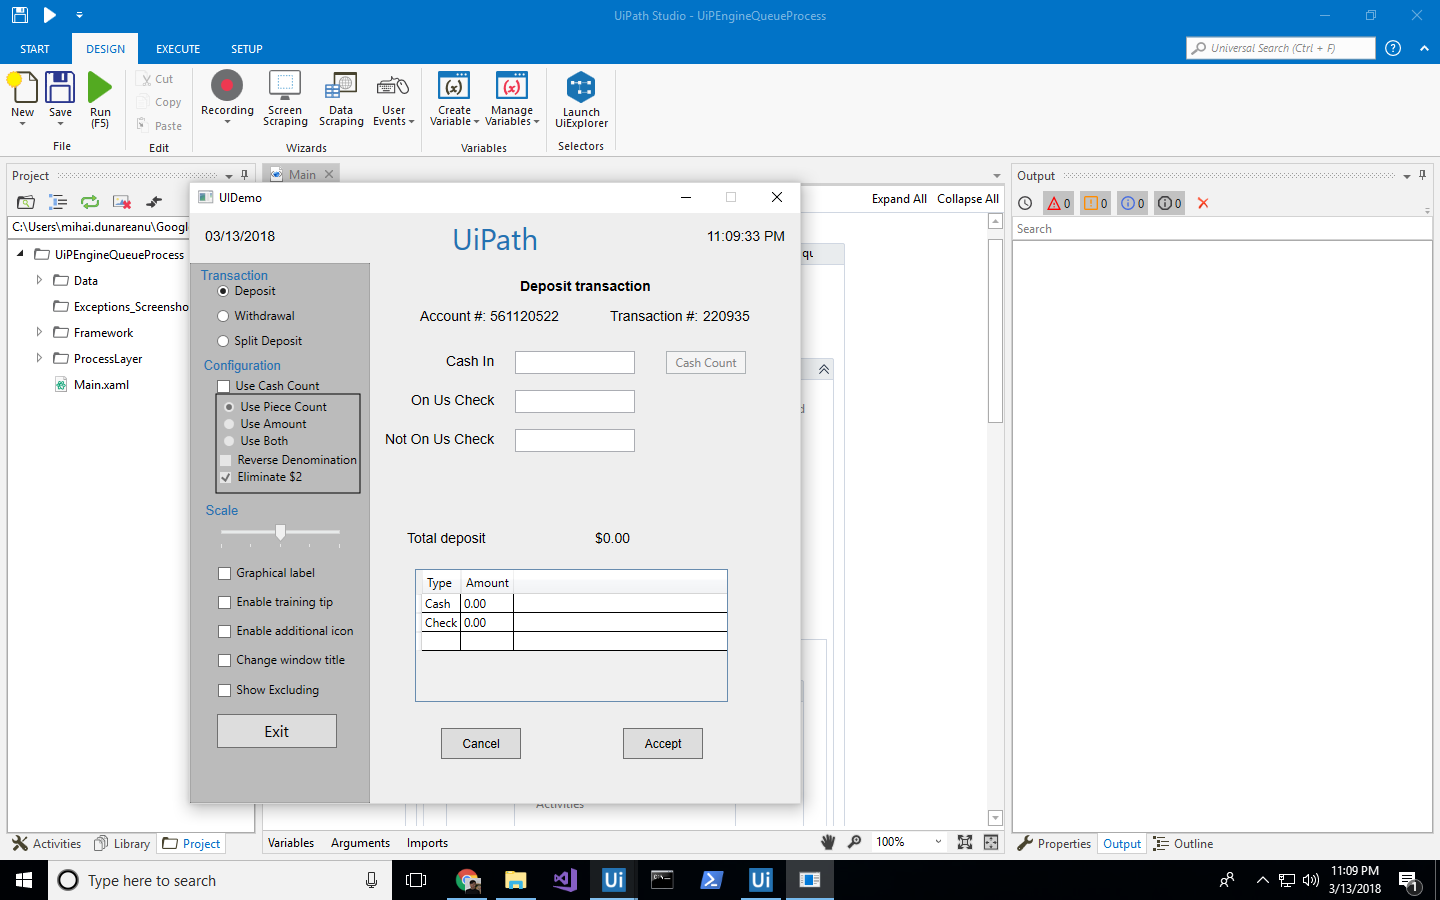 UiPath Studio - UiPEngineQueueProcess
START DESIGN EXECUTE SETUP
Universal Search (Ctrl + F)
New Save Run (F5)
File
Cut
Copy
Paste
Edit
Recording Screen Scraping Data Scraping User Events
Wizards
Create Variable Manage Variables
Variables
Launch UiExplorer
Selectors
Project
C:\Users\mihai.dunareanu\Googl
UiPEngineQueueProcess
Data
Exceptions_Screensho
Framework
ProcessLayer
Main.xaml
Activities Library Project
Main
Expand All Collapse All
UIDemo
03/13/2018
UiPath
11:09:33 PM
Transaction
Deposit
Withdrawal
Split Deposit
Configuration
Use Cash Count
Use Piece Count
Use Amount
Use Both
Reverse Denomination
Eliminate $2
Scale
Graphical label
Enable training tip
Enable additional icon
Change window title
Show Excluding
Exit
Deposit transaction
Account #: 561120522 Transaction #: 220935
Cash In
Cash Count
On Us Check
Not On Us Check
Total deposit $0.00
Type Amount
Cash 0.00
Check 0.00
Cancel Accept
Activities
Variables Arguments Imports
100%
Output
0 0 0 0
Search
Properties Output Outline
Type here to search
Ui Ui
11:09 PM
3/13/2018
1